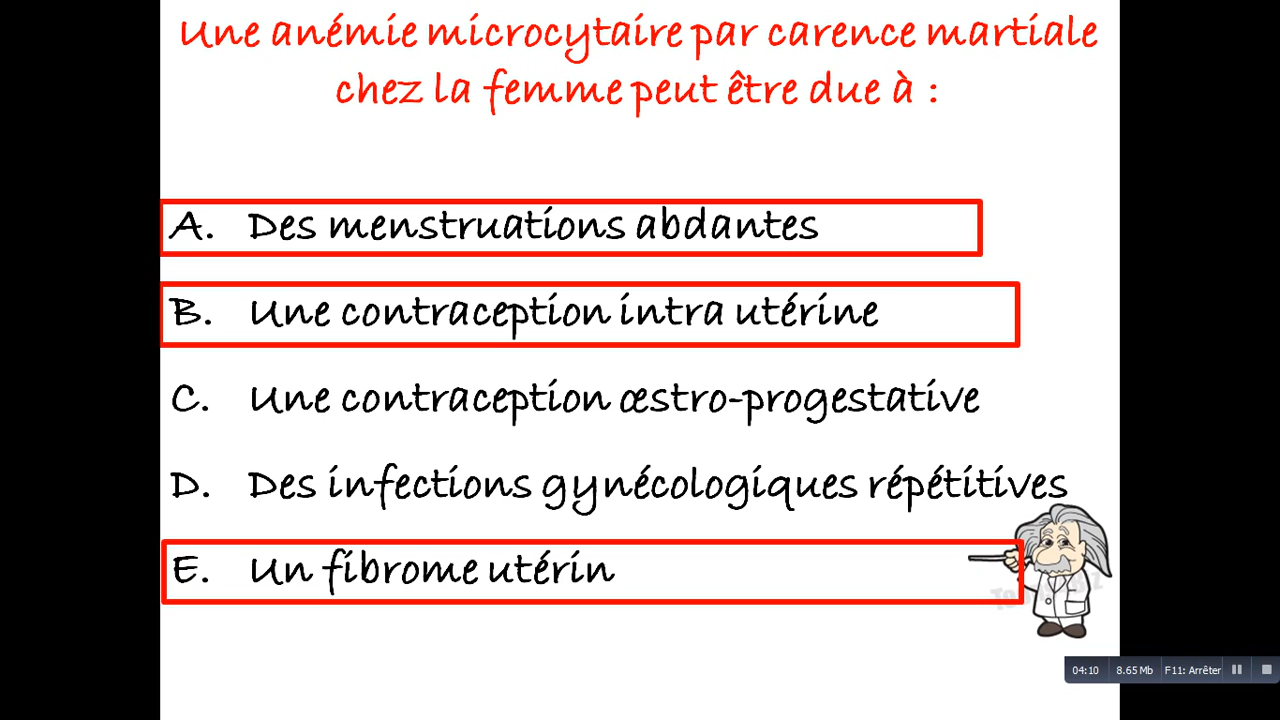 Une anémie microcytaire par carence martiale
chez la femme peut être due à :
A. Des menstruations abdantes
B. Une contraception intra utérine
C. Une contraception œstro-progestative
D. Des infections gynécologiques répétitives
E. Un fibrome utérin
04:10 8.65 Mb F11: Arrêter